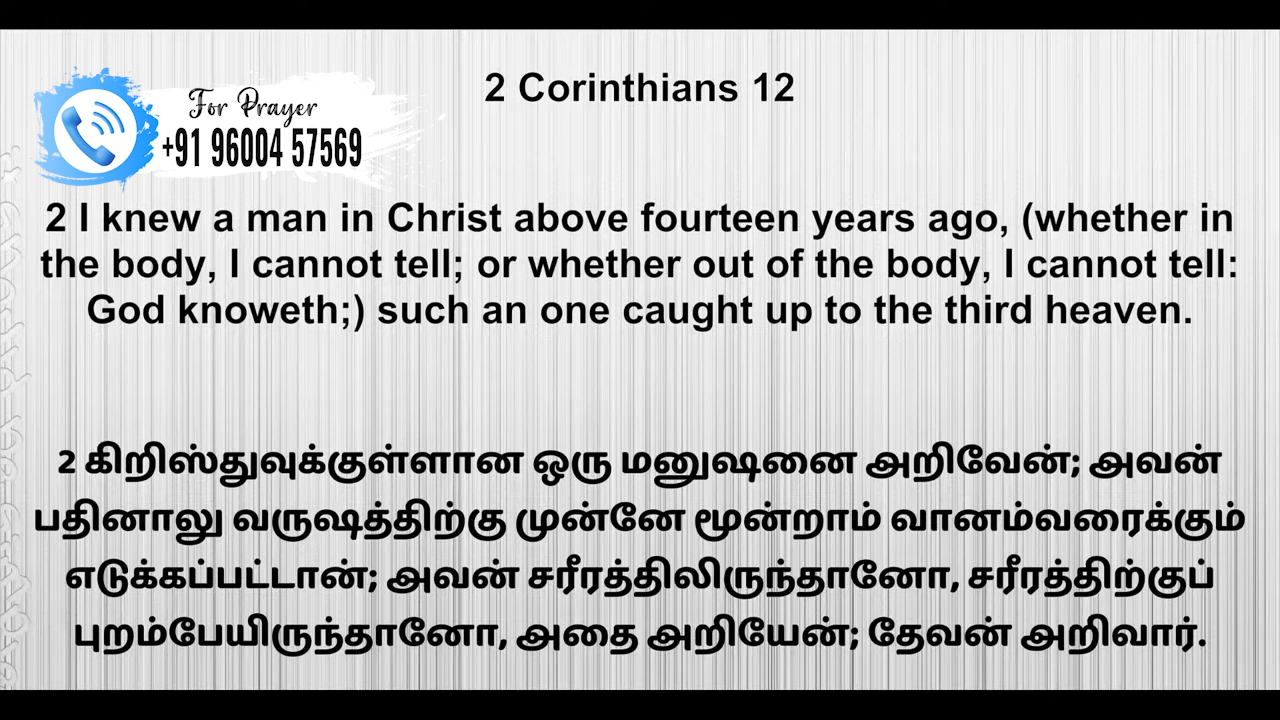 2 Corinthians 12
For Prayer
+91 96004 57569
2 I knew a man in Christ above fourteen years ago, (whether in
the body, I cannot tell; or whether out of the body, I cannot tell:
God knoweth;) such an one caught up to the third heaven.
2 கிறிஸ்துவுக்குள்ளான ஒரு மனுஷனை அறிவேன்; அவன்
பதினாலு வருஷத்திற்கு முன்னே மூன்றாம் வானம்வரைக்கும்
எடுக்கப்பட்டான்; அவன் சரீரத்திலிருந்தானோ, சரீரத்திற்குப்
புறம்பேயிருந்தானோ, அதை அறியேன்; தேவன் அறிவார்.